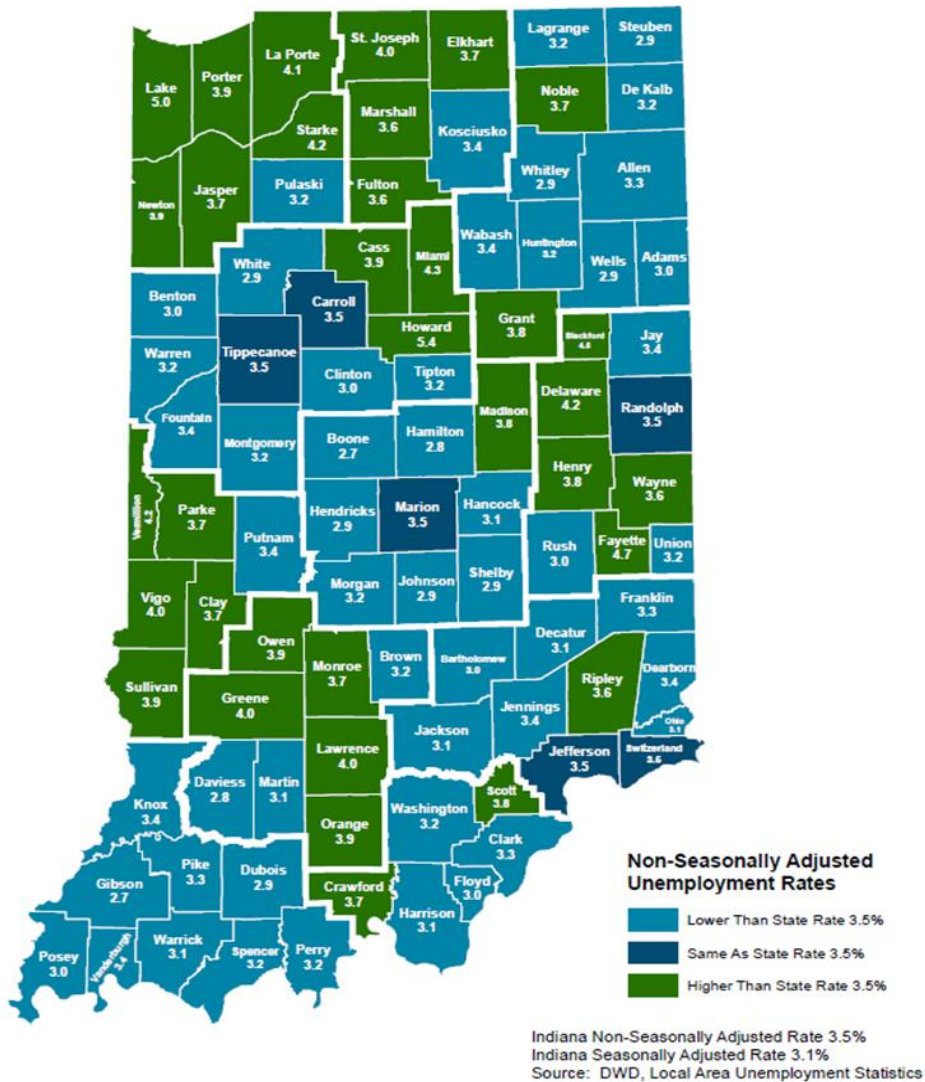 St. Joseph
4.0
Elkhart
3.7
Lagrange
3.2
Steuben
2.9
La Porte
4.1
Porter
3.9
Lake
5.0
Noble
3.7
De Kalb
3.2
Marshall
3.6
Starke
4.2
Kosciusko
3.4
Whitley
2.9
Allen
3.3
Newton
3.9
Jasper
3.7
Pulaski
3.2
Fulton
3.6
Wabash
3.4
Huntington
3.2
Wells
2.9
Adams
3.0
White
2.9
Cass
3.9
Miami
4.3
Benton
3.0
Carroll
3.5
Howard
5.4
Grant
3.8
Blackford
Jay
3.4
Warren
3.2
Tippecanoe
3.5
Clinton
3.0
Tipton
3.2
Madison
3.8
Delaware
4.2
Randolph
3.5
Fountain
3.4
Montgomery
3.2
Boone
2.7
Hamilton
2.8
Henry
3.8
Wayne
3.6
Vermillion
4.2
Parke
3.7
Putnam
3.4
Hendricks
2.9
Marion
3.5
Hancock
3.1
Rush
3.0
Fayette
4.7
Union
3.2
Vigo
4.0
Clay
3.7
Morgan
3.2
Johnson
2.9
Shelby
2.9
Franklin
3.3
Owen
3.9
Monroe
3.7
Brown
3.2
Bartholomew
3.0
Decatur
3.1
Ripley
3.6
Dearborn
3.4
Sullivan
3.9
Greene
4.0
Jennings
3.4
Ohio
3.1
Jackson
3.1
Jefferson
3.5
Switzerland
Lawrence
4.0
Knox
3.4
Daviess
2.8
Martin
3.1
Washington
3.2
Scott
3.8
Orange
3.9
Clark
3.3
Pike
3.3
Dubois
2.9
Gibson
2.7
Crawford
3.7
Floyd
3.0
Harrison
3.1
Posey
3.0
Vanderburgh
3.4
Warrick
3.1
Spencer
3.2
Perry
3.2
Non-Seasonally Adjusted
Unemployment Rates
Lower Than State Rate 3.5%
Same As State Rate 3.5%
Higher Than State Rate 3.5%
Indiana Non-Seasonally Adjusted Rate 3.5%
Indiana Seasonally Adjusted Rate 3.1%
Source: DWD, Local Area Unemployment Statistics